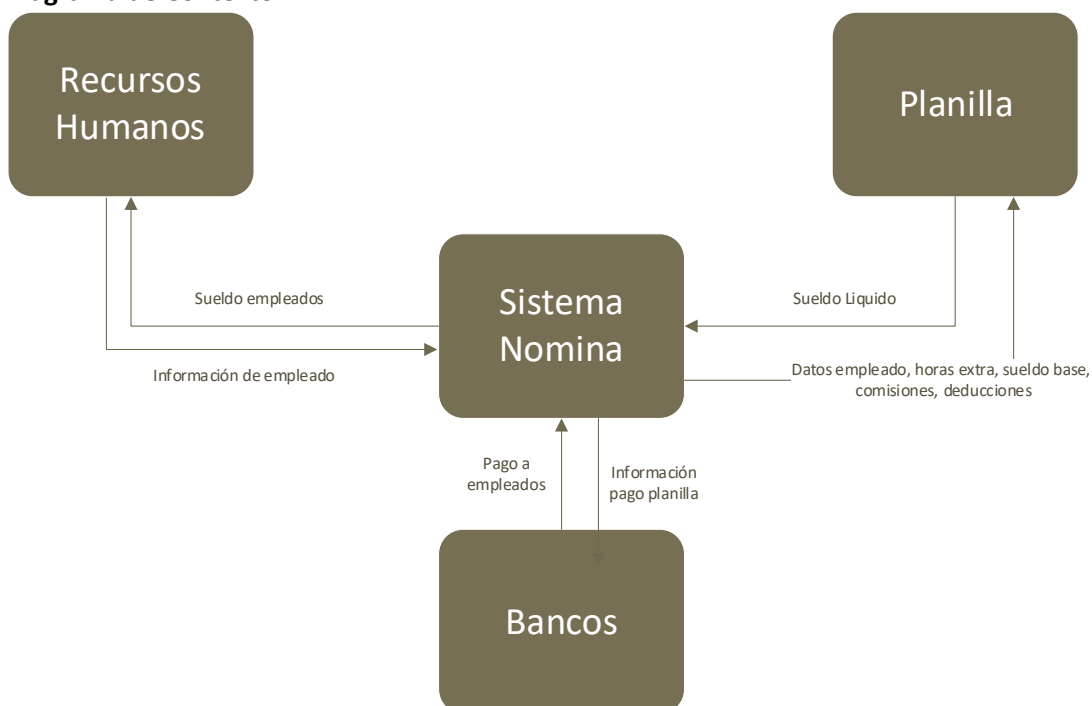 Recursos
Humanos
Planilla
Sueldo empleados
Información de empleado
Sistema
Nomina
Sueldo Liquido
Datos empleado, horas extra, sueldo base,
comisiones, deducciones
Pago a
empleados
Información
pago planilla
Bancos